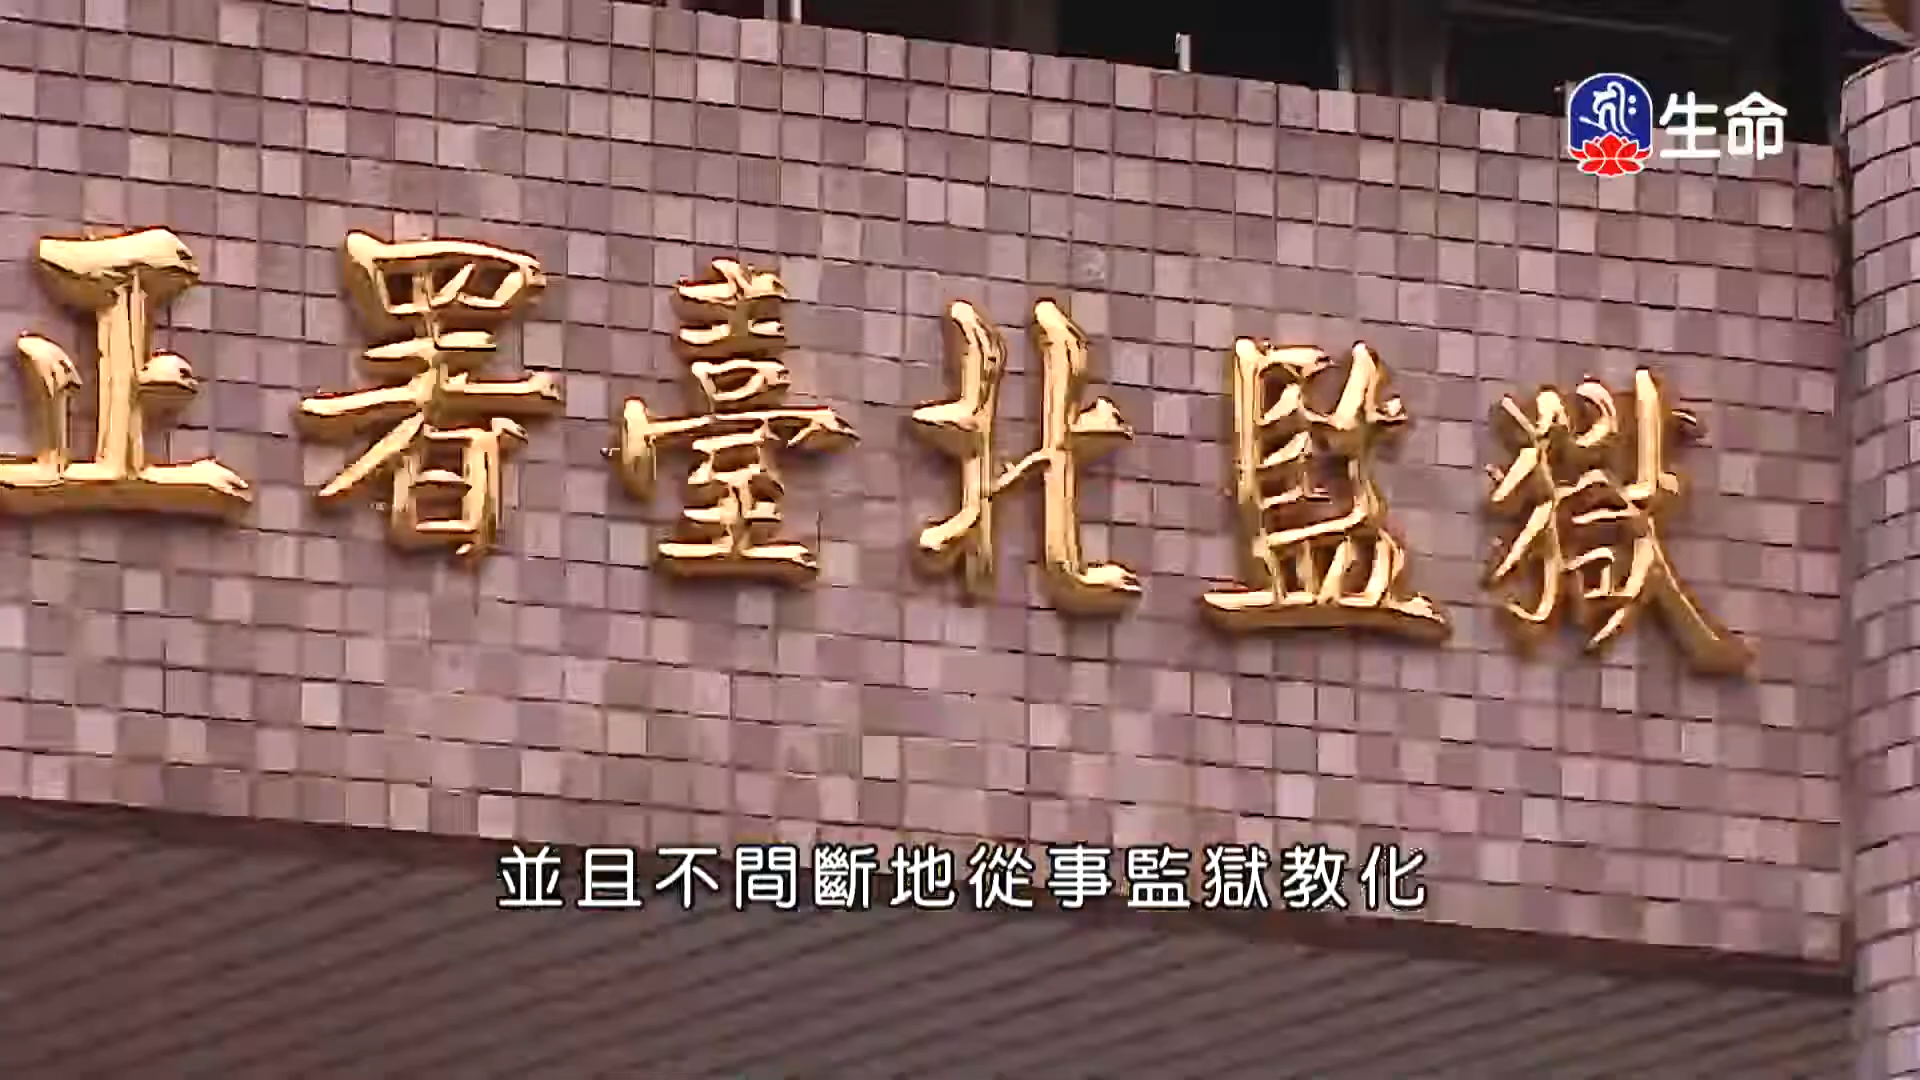 生命
正署臺北監獄
並且不間斷地從事監獄教化